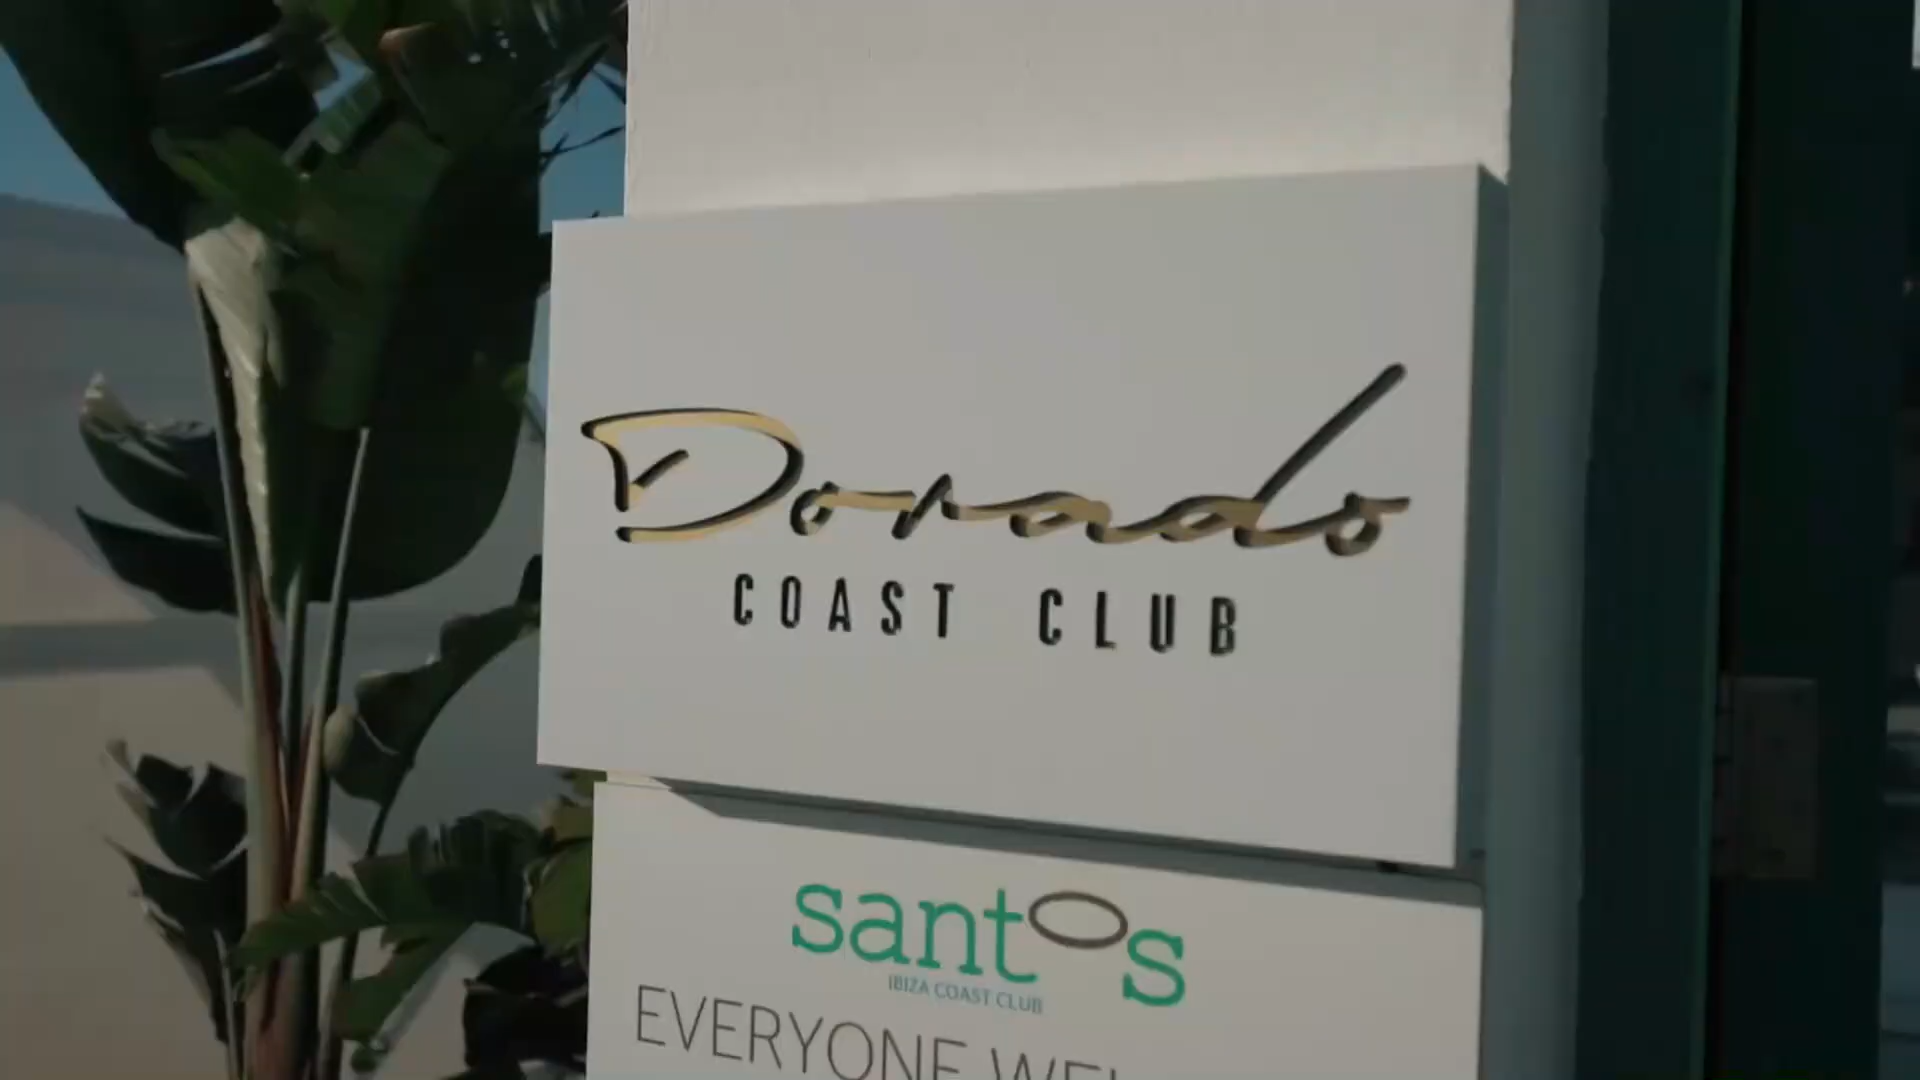 Dorado
COAST CLUB
santos
IBIZA COAST CLUB
EVERYONE